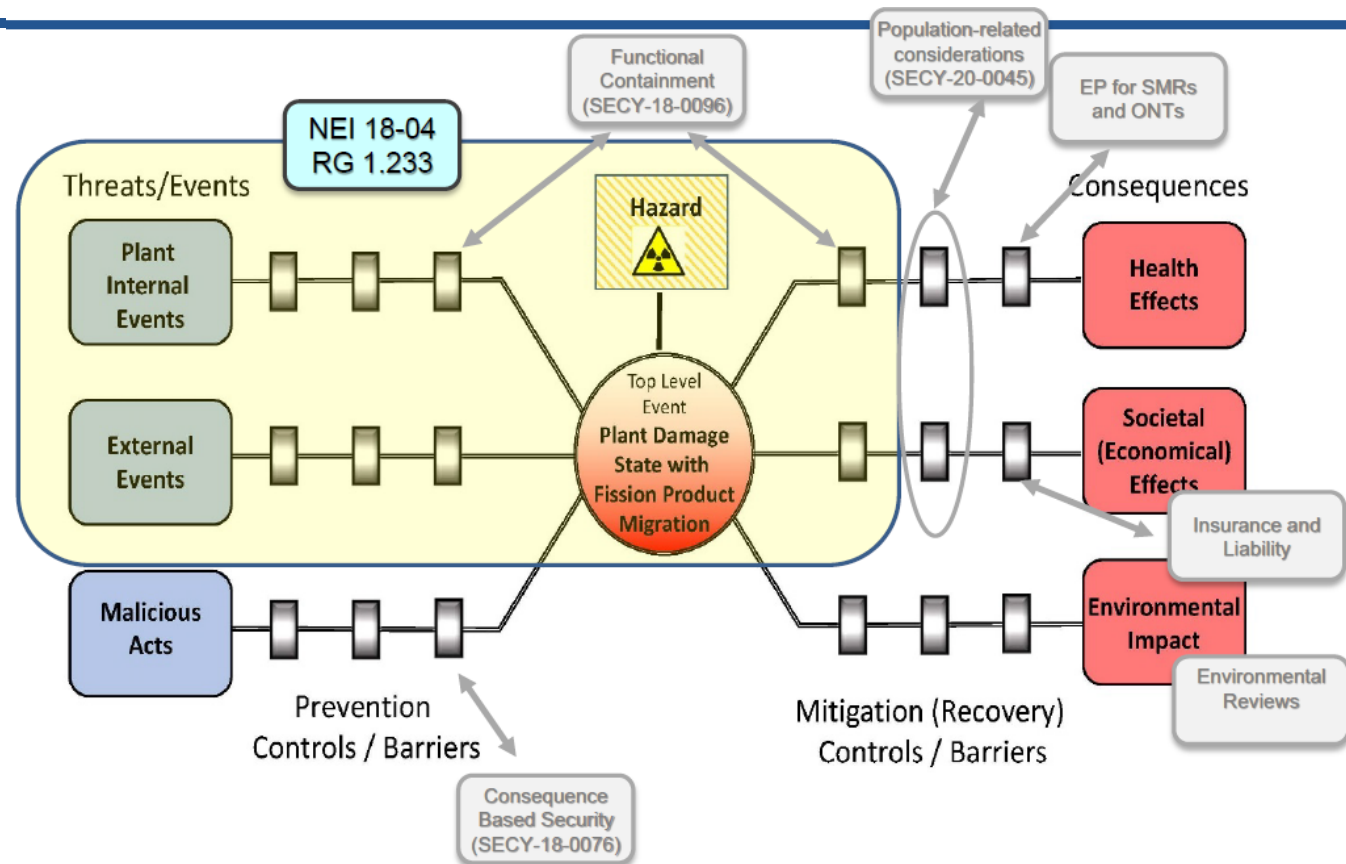 Functional
Containment
(SECY-18-0096)
Population-related
considerations
(SECY-20-0045)
EP for SMRs
and ONTs
NEI 18-04
RG 1.233
Threats/Events
Hazard
Consequences
Plant
Internal
Events
Health
Effects
Top Level
Event
Plant Damage
State with
Fission Product
Migration
External
Events
Societal
(Economical)
Effects
Insurance and
Liability
Malicious
Acts
Environmental
Impact
Environmental
Reviews
Prevention
Controls / Barriers
Mitigation (Recovery)
Controls / Barriers
Consequence
Based Security
(SECY-18-0076)